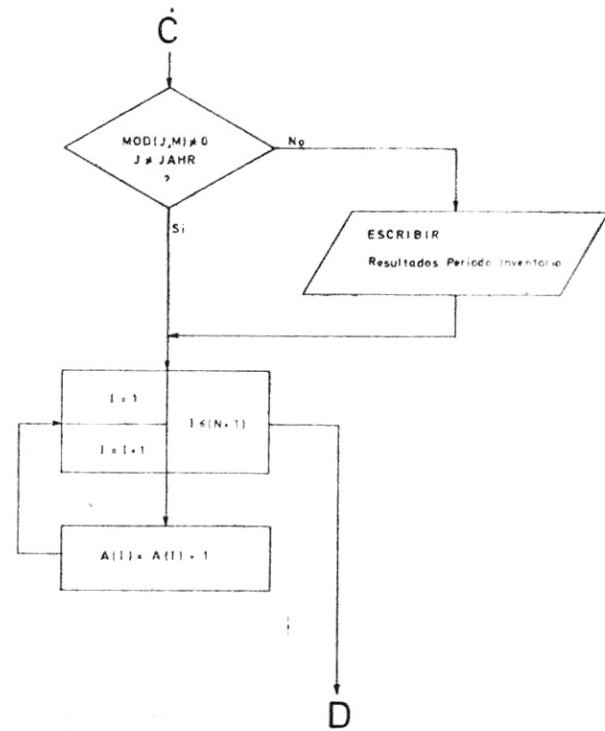 C
MOD(J,M)≠0
J ≠ JAHR
?
No
Si
ESCRIBIR
Resultados Periodo Inventario
I = 1
I = I + 1
I ≤ (N + 1)
A(I) = A(I) + 1
D